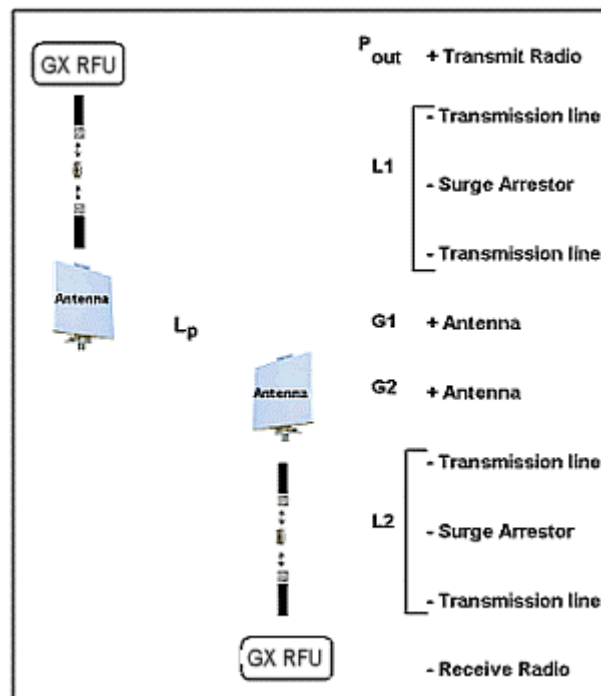 GX RFU
P out + Transmit Radio
- Transmission line
L1
- Surge Arrestor
- Transmission line
Antenna
Lp
G1 + Antenna
Antenna
G2 + Antenna
- Transmission line
L2
- Surge Arrestor
- Transmission line
GX RFU
- Receive Radio